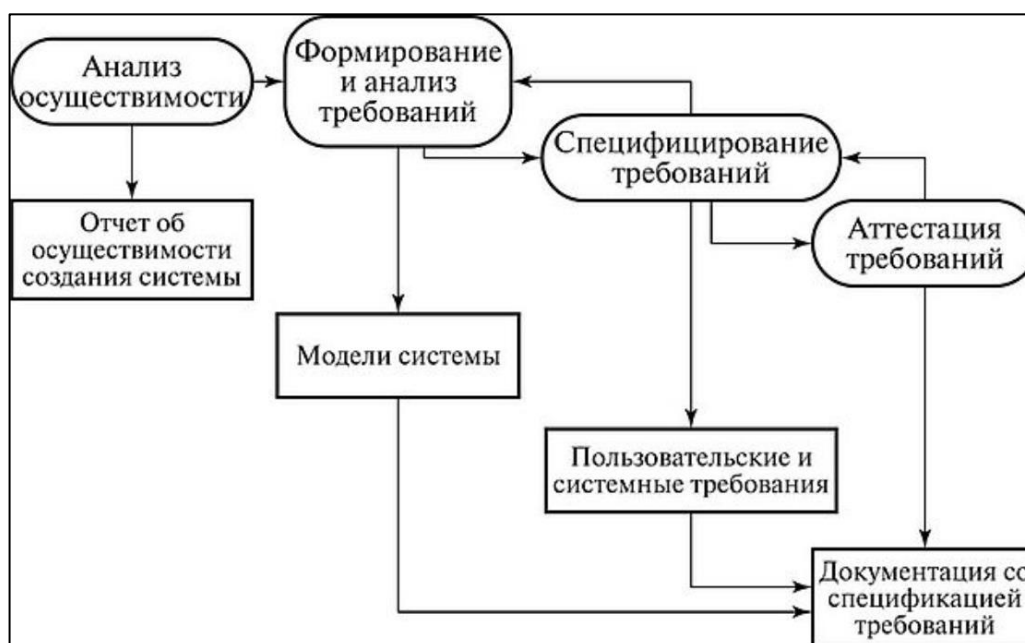 Анализ
осуществимости
Формирование
и анализ
требований
Специфицирование
требований
Отчет об
осуществимости
создания системы
Аттестация
требований
Модели системы
Пользовательские и
системные требования
Документация со
спецификацией
требований